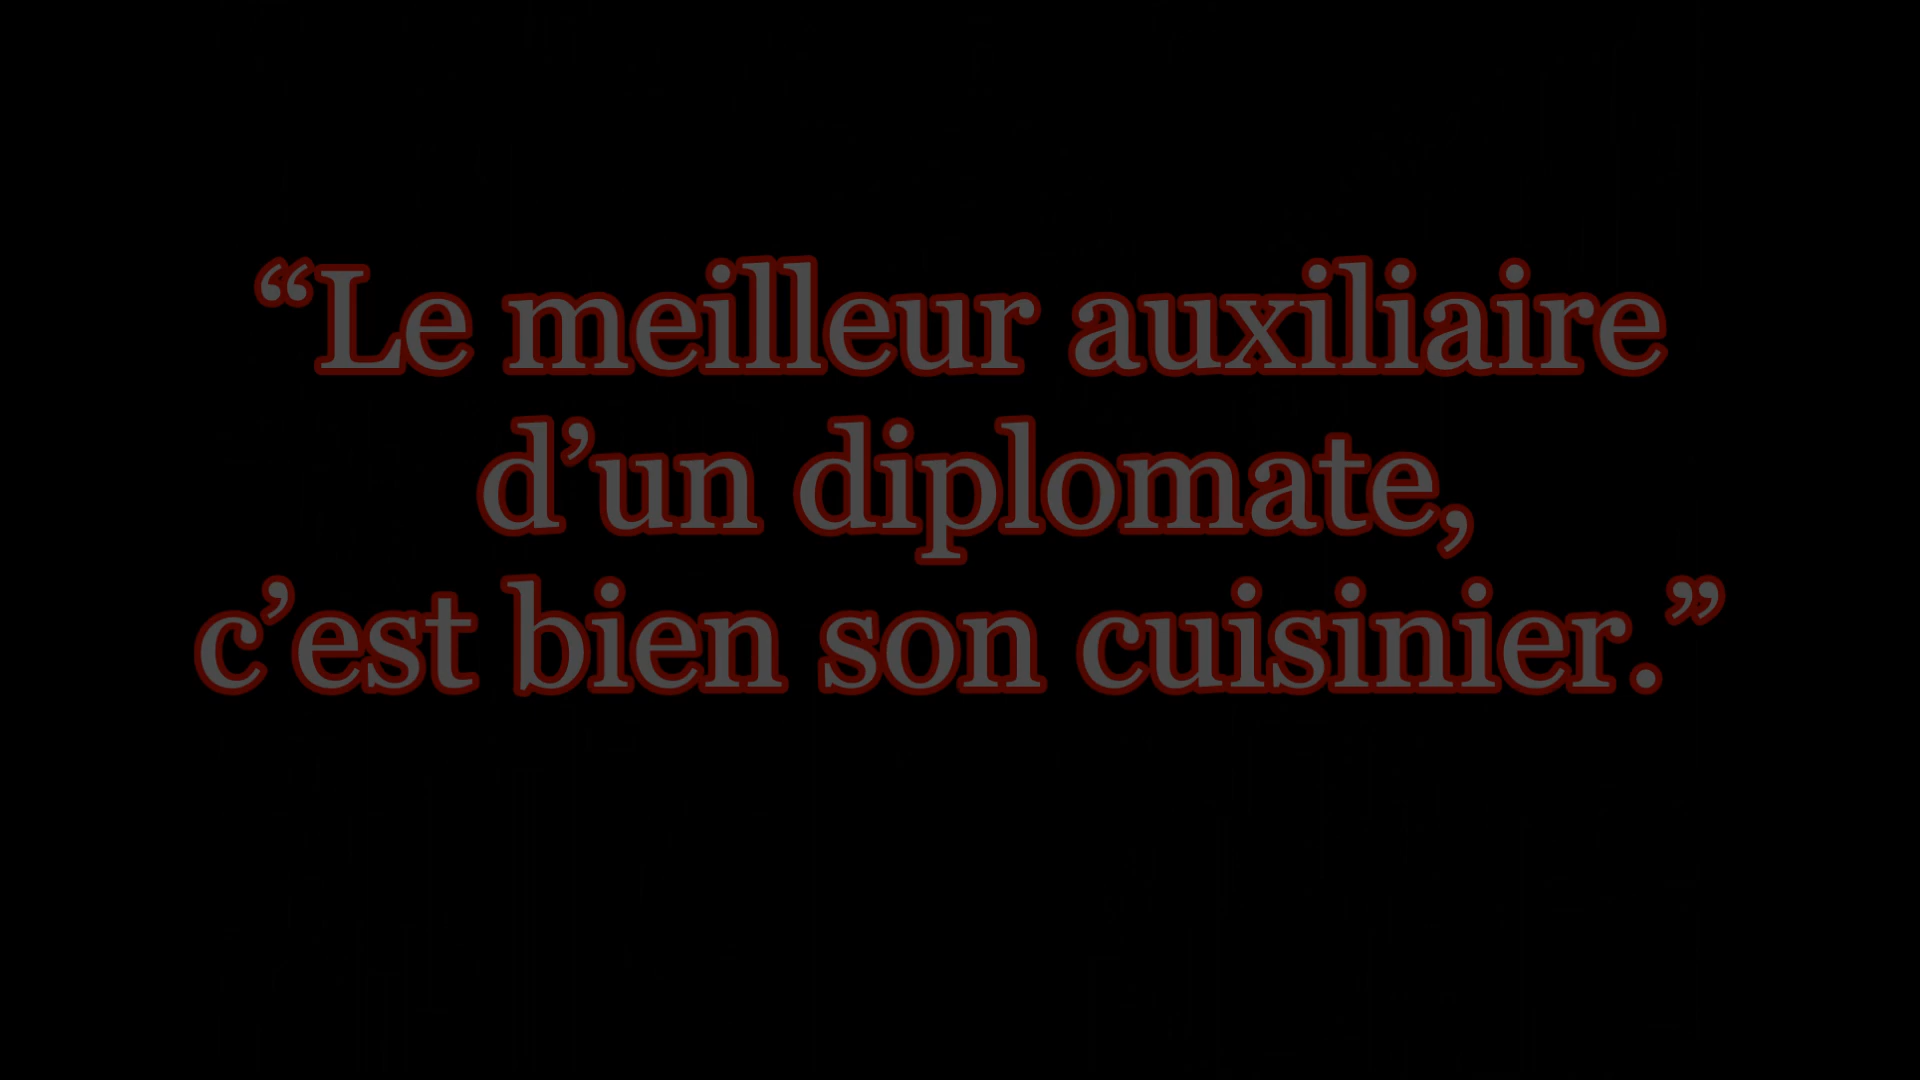 “Le meilleur auxiliaire
d’un diplomate,
c’est bien son cuisinier.”